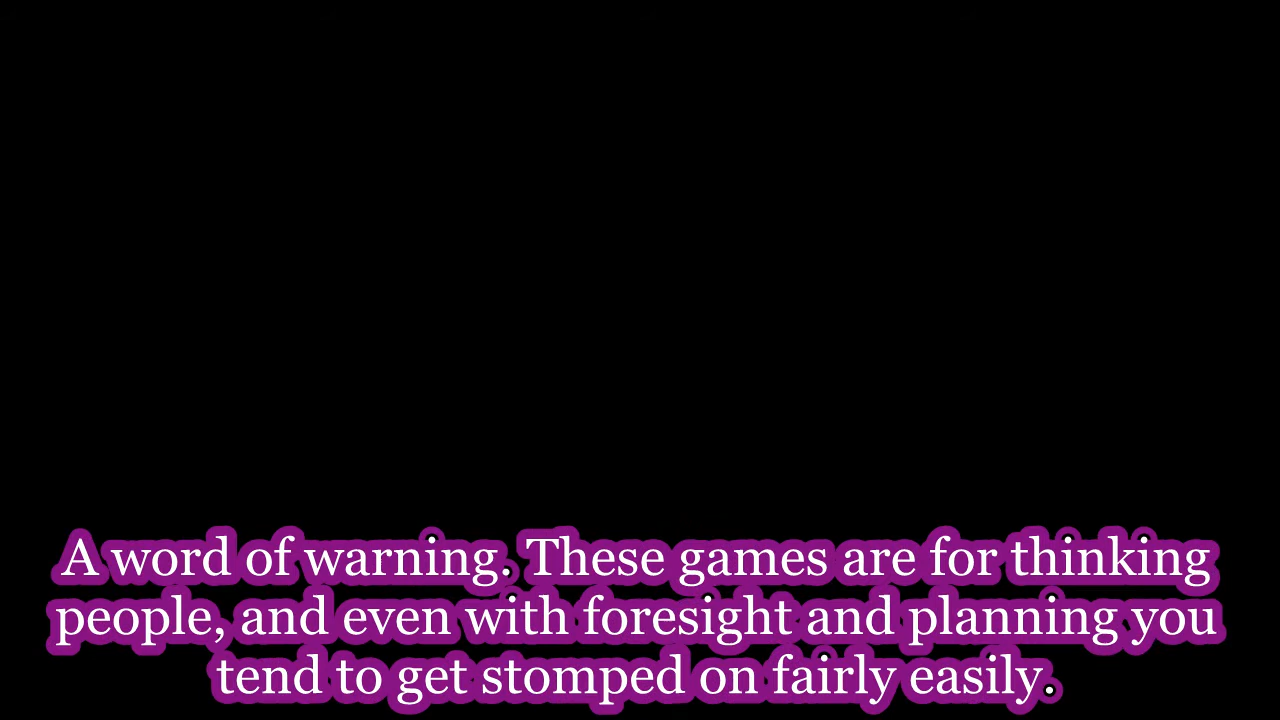 A word of warning. These games are for thinking
people, and even with foresight and planning you
tend to get stomped on fairly easily.